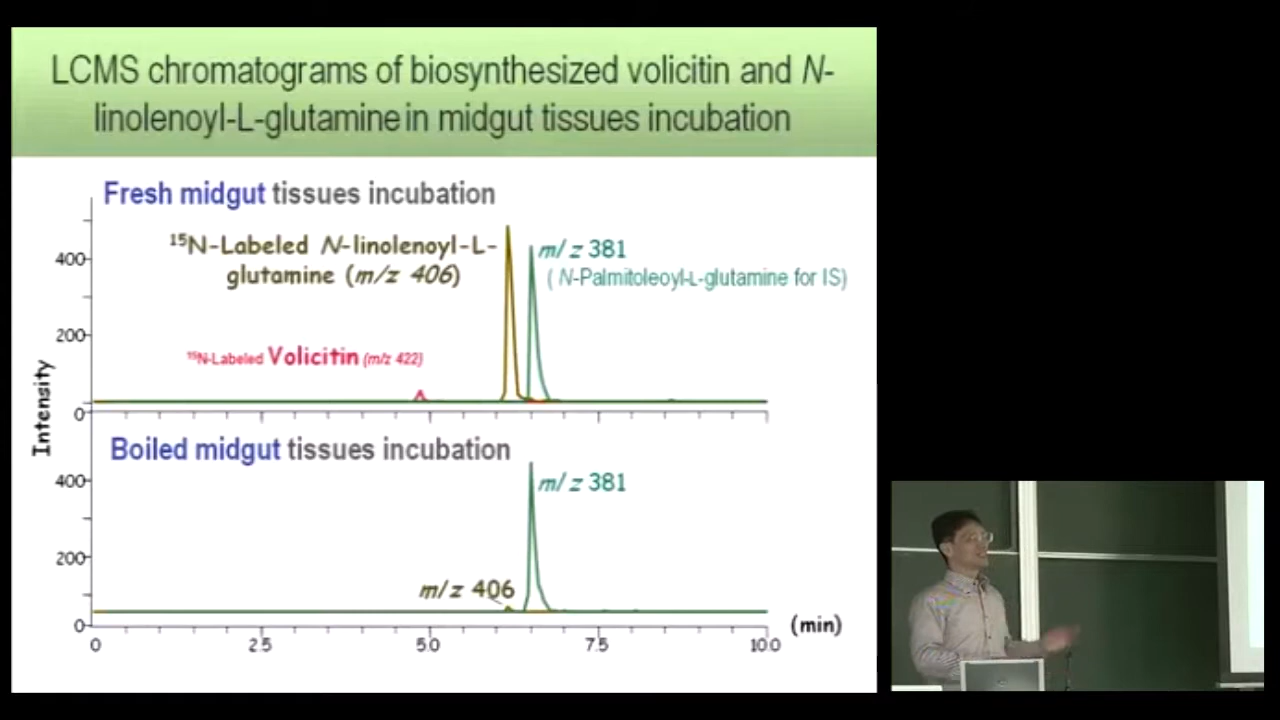 LCMS chromatograms of biosynthesized volicitin and N-
linolenoyl-L-glutamine in midgut tissues incubation
Fresh midgut tissues incubation
15N-Labeled N-linolenoyl-L-
glutamine (m/z 406)
m/z 381
( N-Palmitoleoyl-L-glutamine for IS)
15N-Labeled Volicitin (m/z 422)
400
200
0
Intensity
Boiled midgut tissues incubation
m/z 381
m/z 406
400
200
0
0 2.5 5.0 7.5 10.0 (min)